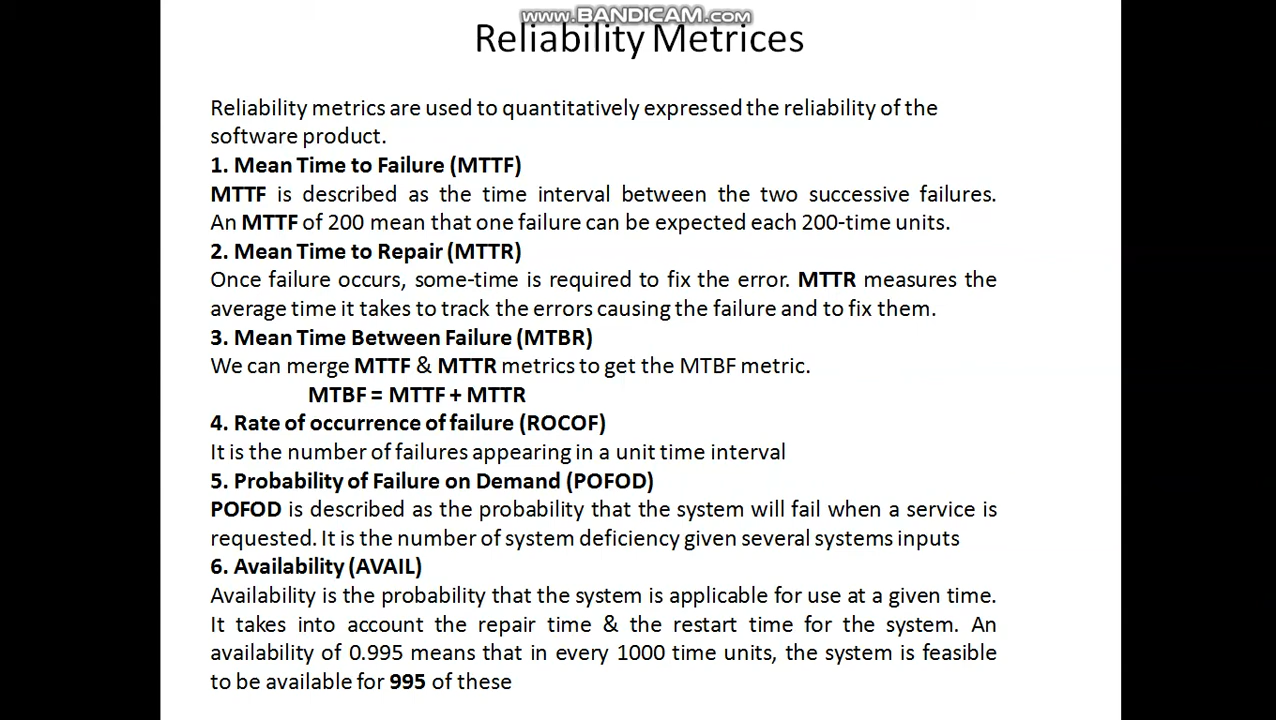 www.BANDICAM.com
Reliability Metrices
Reliability metrics are used to quantitatively expressed the reliability of the
software product.
1. Mean Time to Failure (MTTF)
MTTF is described as the time interval between the two successive failures.
An MTTF of 200 mean that one failure can be expected each 200-time units.
2. Mean Time to Repair (MTTR)
Once failure occurs, some-time is required to fix the error. MTTR measures the
average time it takes to track the errors causing the failure and to fix them.
3. Mean Time Between Failure (MTBR)
We can merge MTTF & MTTR metrics to get the MTBF metric.
MTBF = MTTF + MTTR
4. Rate of occurrence of failure (ROCOF)
It is the number of failures appearing in a unit time interval
5. Probability of Failure on Demand (POFOD)
POFOD is described as the probability that the system will fail when a service is
requested. It is the number of system deficiency given several systems inputs
6. Availability (AVAIL)
Availability is the probability that the system is applicable for use at a given time.
It takes into account the repair time & the restart time for the system. An
availability of 0.995 means that in every 1000 time units, the system is feasible
to be available for 995 of these